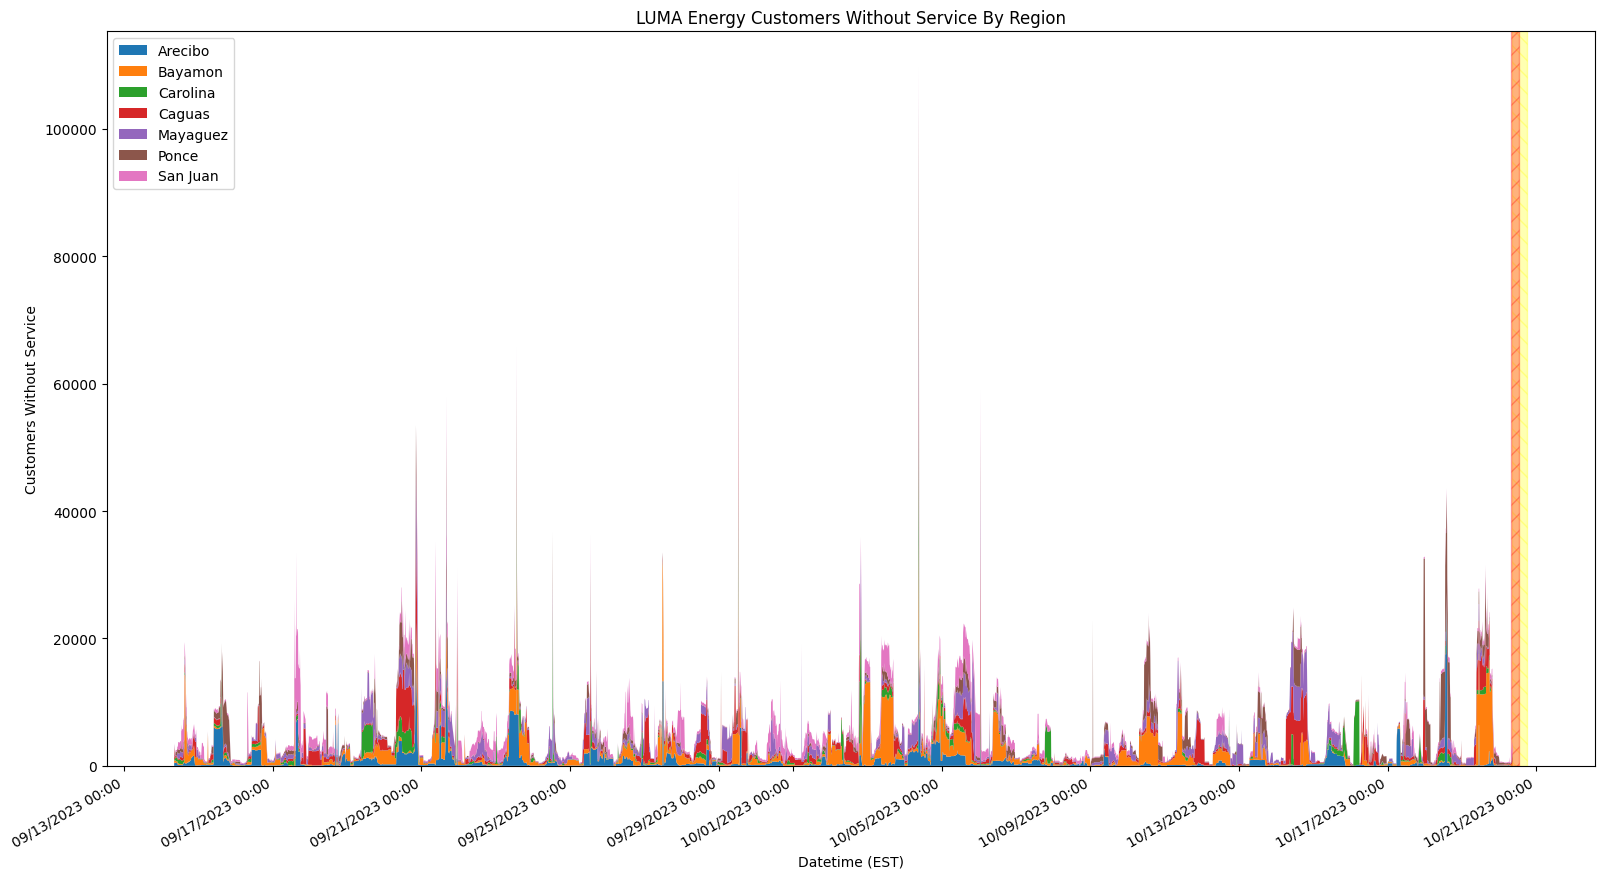 LUMA Energy Customers Without Service By Region
Arecibo
Bayamon
Carolina
Caguas
Mayaguez
Ponce
San Juan
100000
80000
60000
40000
20000
0
Customers Without Service
09/13/2023 00:00
09/17/2023 00:00
09/21/2023 00:00
09/25/2023 00:00
09/29/2023 00:00
10/01/2023 00:00
10/05/2023 00:00
10/09/2023 00:00
10/13/2023 00:00
10/17/2023 00:00
10/21/2023 00:00
Datetime (EST)